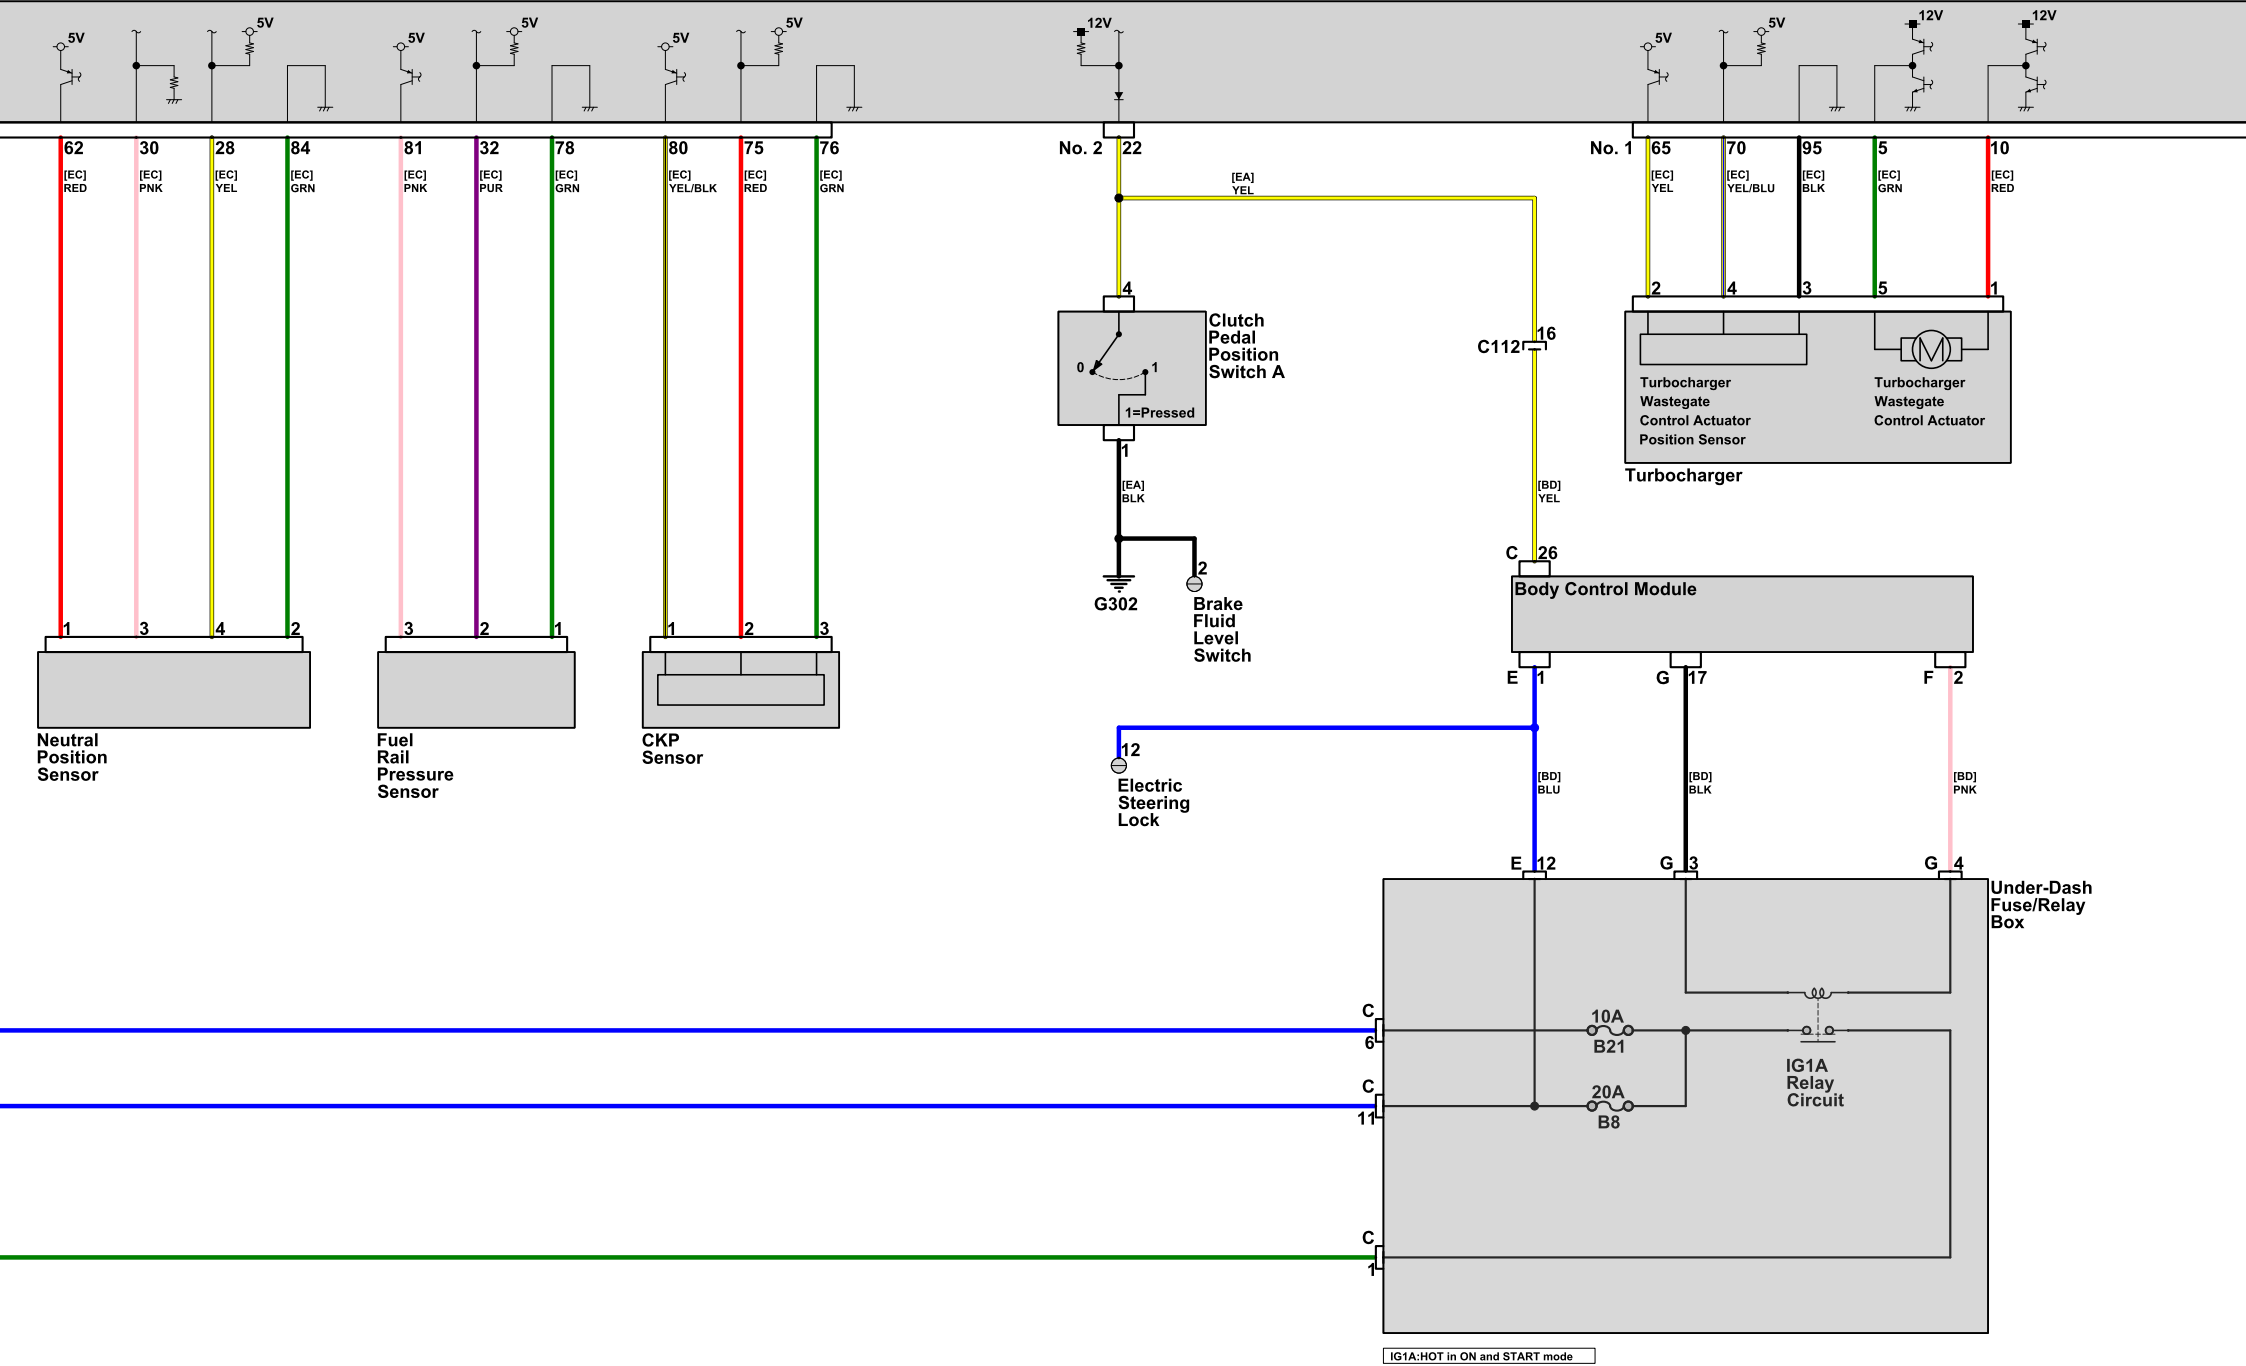 5V
5V
5V
5V
5V
5V
12V
5V
5V
12V
12V
62
30
28
84
81
32
78
80
75
76
No. 2
22
No. 1
65
70
95
5
10
[EC]
RED
[EC]
PNK
[EC]
YEL
[EC]
GRN
[EC]
PNK
[EC]
PUR
[EC]
GRN
[EC]
YEL/BLK
[EC]
RED
[EC]
GRN
[EA]
YEL
[EC]
YEL
[EC]
YEL/BLU
[EC]
BLK
[EC]
GRN
[EC]
RED
4
2
4
3
5
1
Clutch
Pedal
Position
Switch A
0
1
1=Pressed
1
16
C112
Turbocharger
Wastegate
Control Actuator
Position Sensor
Turbocharger
Wastegate
Control Actuator
Turbocharger
[EA]
BLK
[BD]
YEL
G302
2
Brake
Fluid
Level
Switch
C
26
Body Control Module
1
3
4
2
3
2
1
1
2
3
Neutral
Position
Sensor
Fuel
Rail
Pressure
Sensor
CKP
Sensor
E
1
G
17
F
2
12
Electric
Steering
Lock
[BD]
BLU
[BD]
BLK
[BD]
PNK
E
12
G
3
G
4
Under-Dash
Fuse/Relay
Box
C
6
10A
B21
IG1A
Relay
Circuit
C
11
20A
B8
C
1
IG1A:HOT in ON and START mode